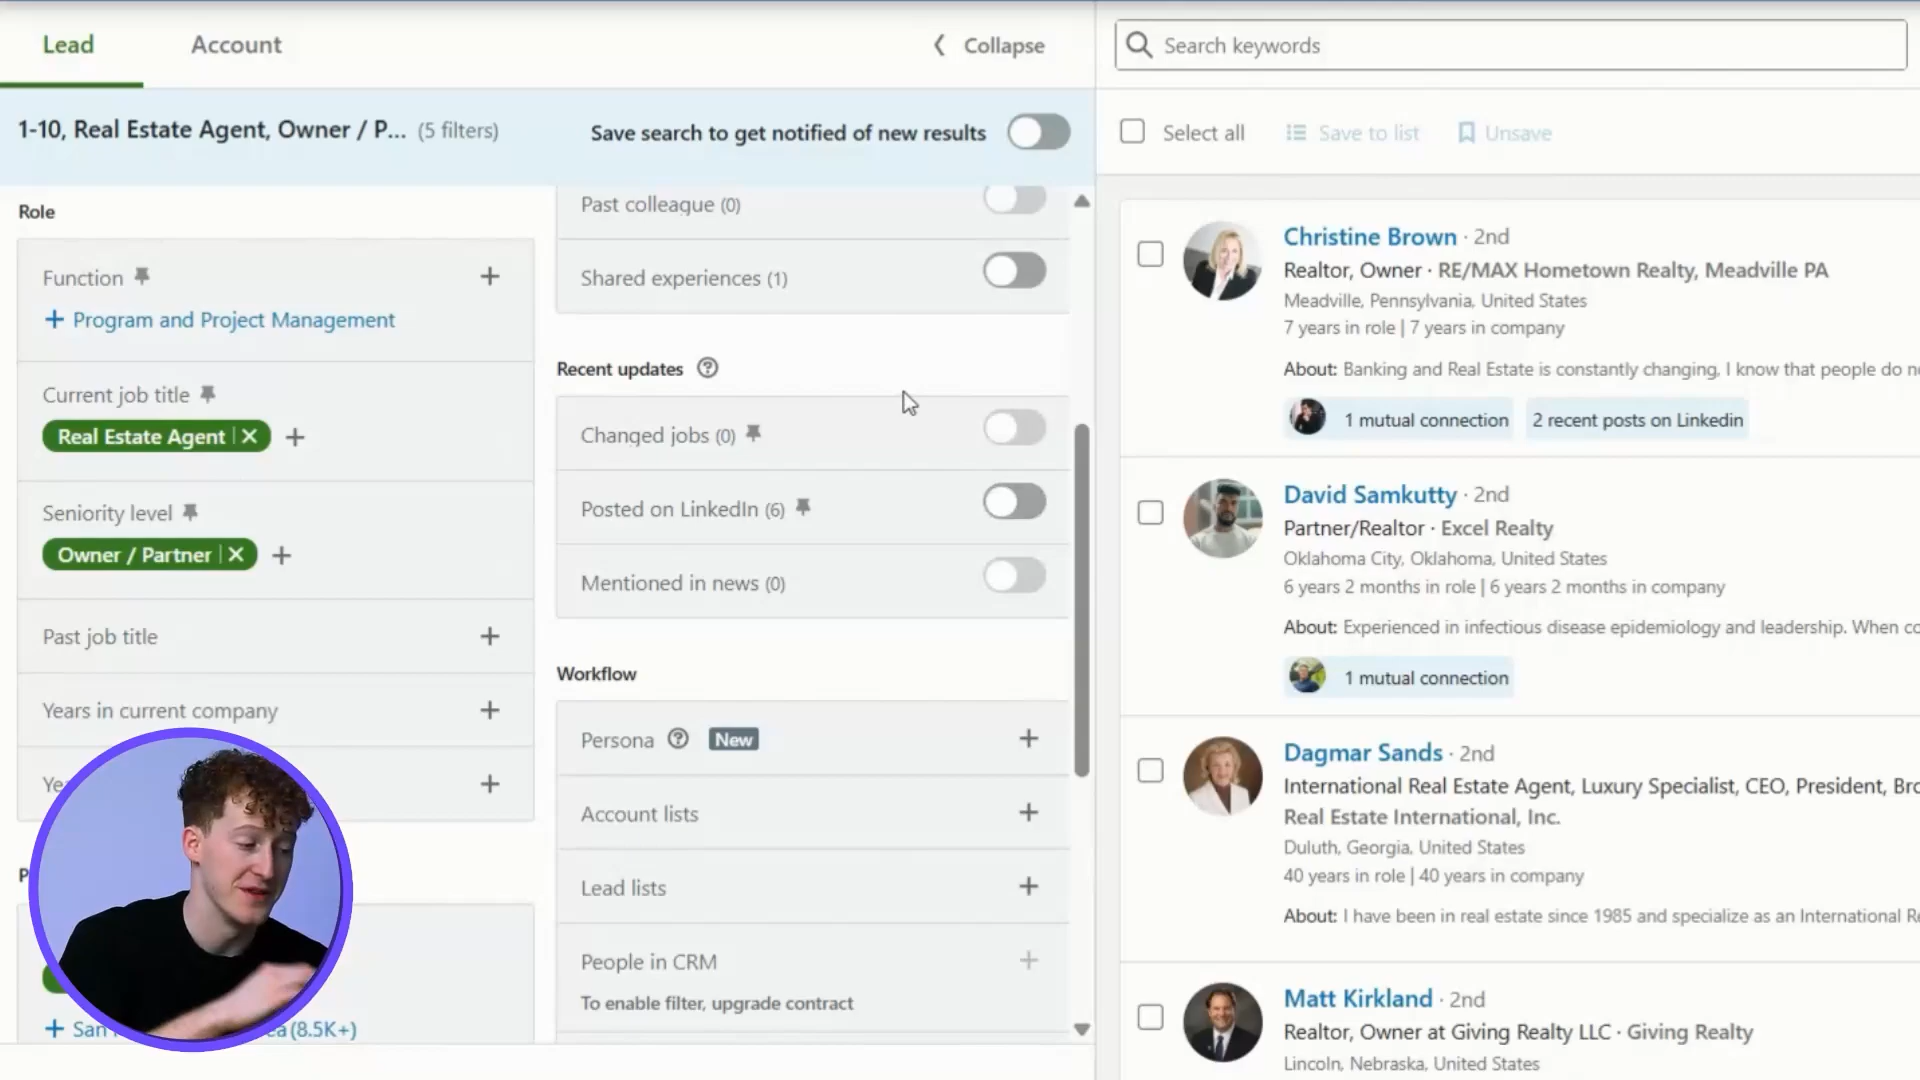 Lead
Account
Collapse
1-10, Real Estate Agent, Owner / P... (5 filters)
Save search to get notified of new results
Role
Function
+ Program and Project Management
Current job title
Real Estate Agent
Seniority level
Owner / Partner
Past job title
Years in current company
Past colleague (0)
Shared experiences (1)
Recent updates
Changed jobs (0)
Posted on LinkedIn (6)
Mentioned in news (0)
Workflow
Persona New
Account lists
Lead lists
People in CRM
To enable filter, upgrade contract
(8.5K+)
Search keywords
Select all
Save to list
Unsave
Christine Brown · 2nd
Realtor, Owner · RE/MAX Hometown Realty, Meadville PA
Meadville, Pennsylvania, United States
7 years in role | 7 years in company
About: Banking and Real Estate is constantly changing, I know that people do
1 mutual connection
2 recent posts on Linkedin
David Samkutty · 2nd
Partner/Realtor · Excel Realty
Oklahoma City, Oklahoma, United States
6 years 2 months in role | 6 years 2 months in company
About: Experienced in infectious disease epidemiology and leadership. When
1 mutual connection
Dagmar Sands · 2nd
International Real Estate Agent, Luxury Specialist, CEO, President,
Real Estate International, Inc.
Duluth, Georgia, United States
40 years in role | 40 years in company
About: I have been in real estate since 1985 and specialize as an International
Matt Kirkland · 2nd
Realtor, Owner at Giving Realty LLC · Giving Realty
Lincoln, Nebraska, United States